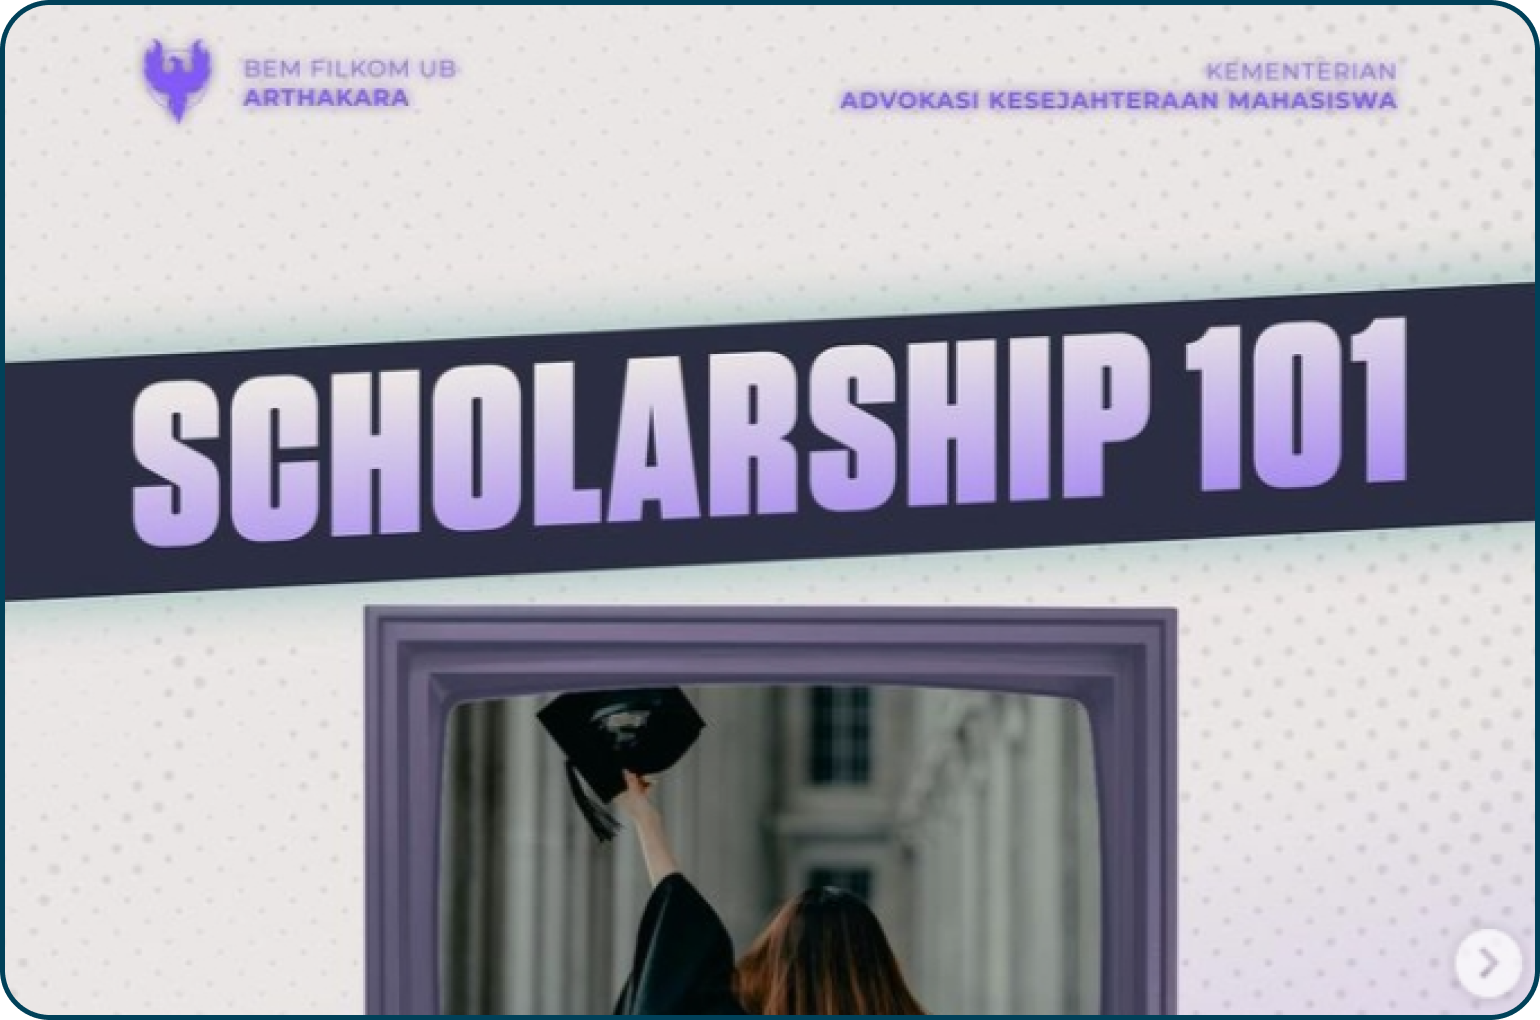 BEM FILKOM UB
ARTHAKARA
KEMENTERIAN
ADVOKASI KESEJAHTERAAN MAHASISWA
SCHOLARSHIP 101